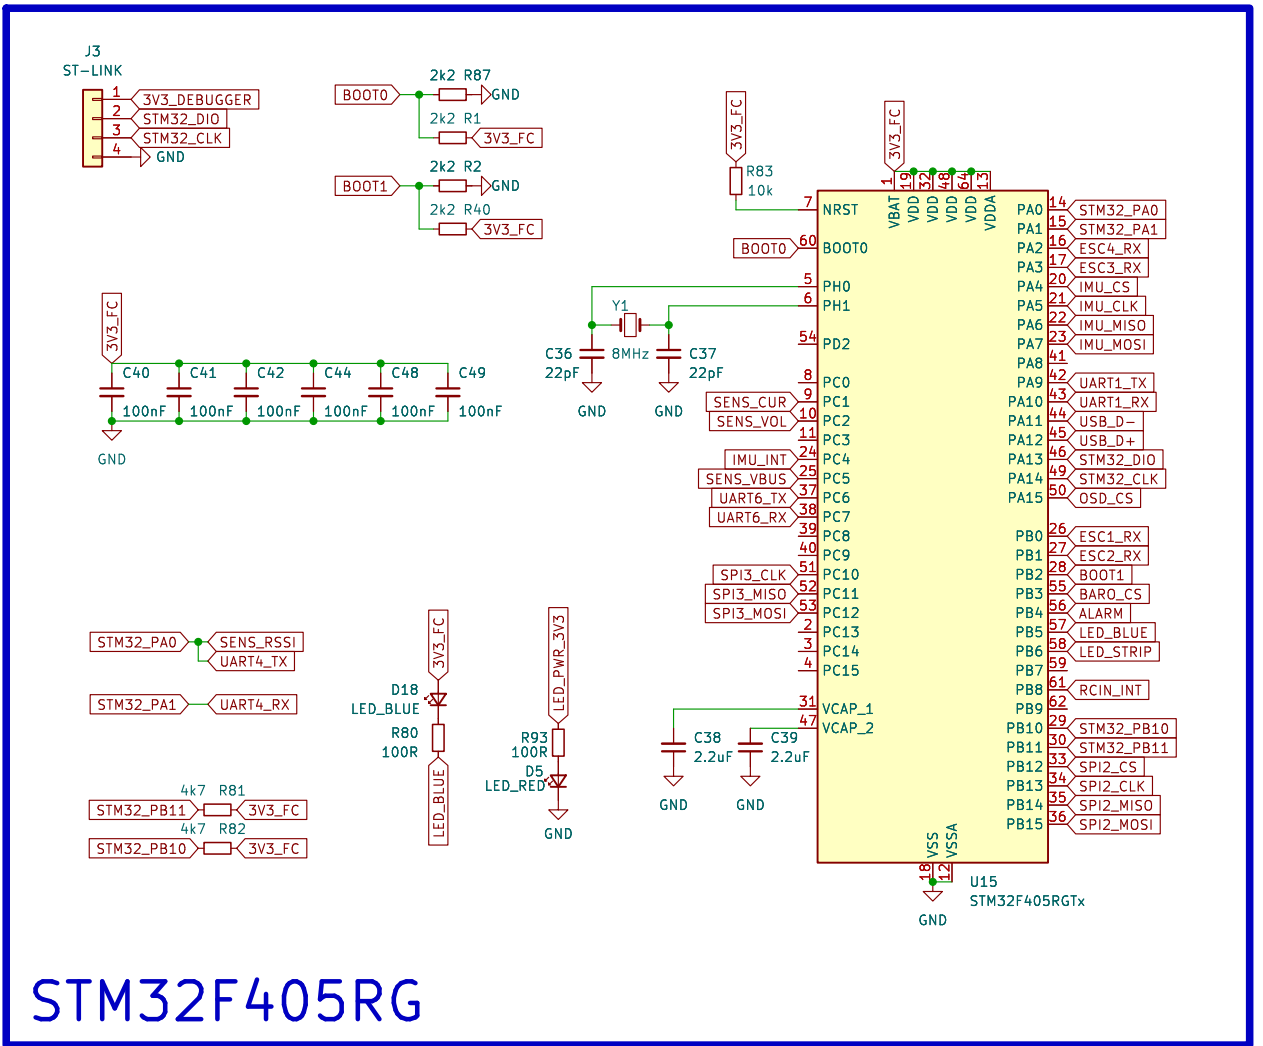 J3
ST-LINK
1 3V3_DEBUGGER
2 STM32_DIO
3 STM32_CLK
4 GND
BOOT0
2k2 R87
GND
2k2 R1
3V3_FC
BOOT1
2k2 R2
GND
2k2 R40
3V3_FC
3V3_FC
C40
100nF
C41
100nF
C42
100nF
C44
100nF
C48
100nF
C49
100nF
GND
STM32_PA0
SENS_RSSI
UART4_TX
STM32_PA1
UART4_RX
4k7 R81
STM32_PB11
3V3_FC
4k7 R82
STM32_PB10
3V3_FC
3V3_FC
D18
LED_BLUE
R80
100R
LED_BLUE
LED_PWR_3V3
R93
100R
D5
LED_RED
GND
3V3_FC
R83
10k
3V3_FC
1 19 32 48 64 13
VBAT VDD VDD VDD VDD VDDA
7 NRST
BOOT0 60 BOOT0
5 PH0
6 PH1
Y1
8MHz
C36
22pF
GND
C37
22pF
GND
54 PD2
8 PC0
SENS_CUR 9 PC1
SENS_VOL 10 PC2
11 PC3
IMU_INT 24 PC4
SENS_VBUS 25 PC5
UART6_TX 37 PC6
UART6_RX 38 PC7
39 PC8
40 PC9
SPI3_CLK 51 PC10
SPI3_MISO 52 PC11
SPI3_MOSI 53 PC12
2 PC13
3 PC14
4 PC15
31 VCAP_1
47 VCAP_2
C38
2.2uF
GND
C39
2.2uF
GND
PA0 14 STM32_PA0
PA1 15 STM32_PA1
PA2 16 ESC4_RX
PA3 17 ESC3_RX
PA4 20 IMU_CS
PA5 21 IMU_CLK
PA6 22 IMU_MISO
PA7 23 IMU_MOSI
PA8 41
PA9 42 UART1_TX
PA10 43 UART1_RX
PA11 44 USB_D-
PA12 45 USB_D+
PA13 46 STM32_DIO
PA14 49 STM32_CLK
PA15 50 OSD_CS
PB0 26 ESC1_RX
PB1 27 ESC2_RX
PB2 28 BOOT1
PB3 55 BARO_CS
PB4 56 ALARM
PB5 57 LED_BLUE
PB6 58 LED_STRIP
PB7 59
PB8 61 RCIN_INT
PB9 62
PB10 29 STM32_PB10
PB11 30 STM32_PB11
PB12 33 SPI2_CS
PB13 34 SPI2_CLK
PB14 35 SPI2_MISO
PB15 36 SPI2_MOSI
VSS VSSA
18 12
GND
U15
STM32F405RGTx
STM32F405RG